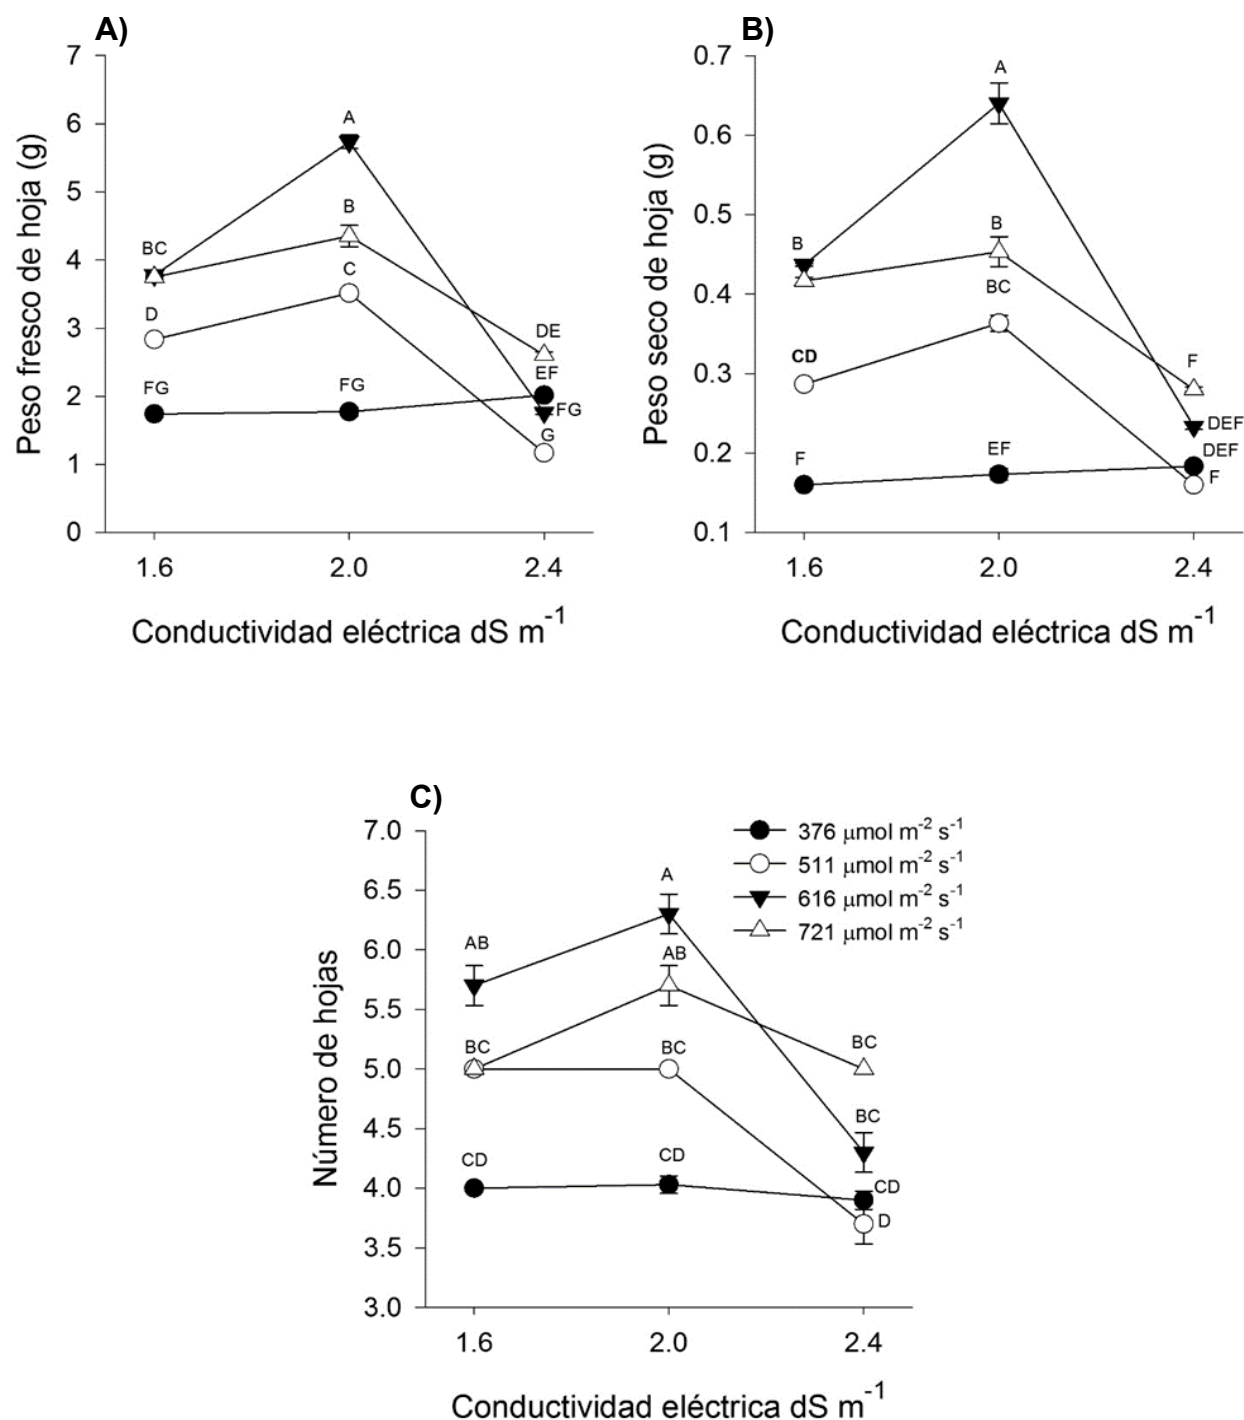 A)
Peso fresco de hoja (g)
7
6
5
4
3
2
1
0
A
B
BC
C
D
DE
EF
FG
FG
FG
G
1.6 2.0 2.4
Conductividad eléctrica dS m⁻¹
B)
Peso seco de hoja (g)
0.7
0.6
0.5
0.4
0.3
0.2
0.1
A
B
B
BC
CD
F
DEF
DEF
F
EF
F
1.6 2.0 2.4
Conductividad eléctrica dS m⁻¹
C)
376 μmol m⁻² s⁻¹
511 μmol m⁻² s⁻¹
616 μmol m⁻² s⁻¹
721 μmol m⁻² s⁻¹
Número de hojas
7.0
6.5
6.0
5.5
5.0
4.5
4.0
3.5
3.0
A
AB
AB
BC
BC
BC
BC
CD
CD
CD
D
1.6 2.0 2.4
Conductividad eléctrica dS m⁻¹